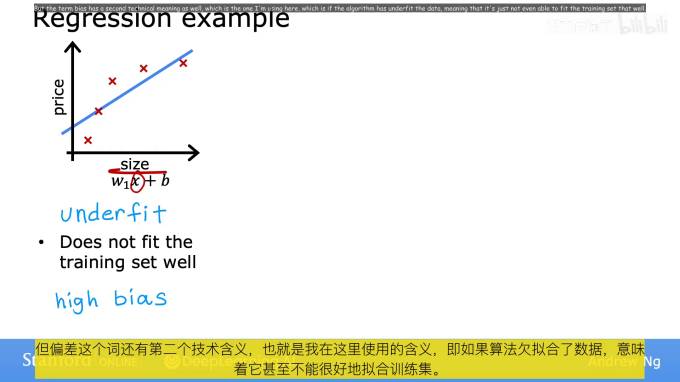 But the term bias has a second technical meaning as well, which is the one I'm using here, which is if the algorithm has underfit the data, meaning that it's just not even able to fit the training set that well.
Regression example
bilibili
price
size
w₁x + b
underfit
• Does not fit the
training set well
high bias
Stanford ONLINE DeepLearning Andrew Ng
但偏差这个词还有第二个技术含义，也就是我在这里使用的含义，即如果算法欠拟合了数据，意味
着它甚至不能很好地拟合训练集。